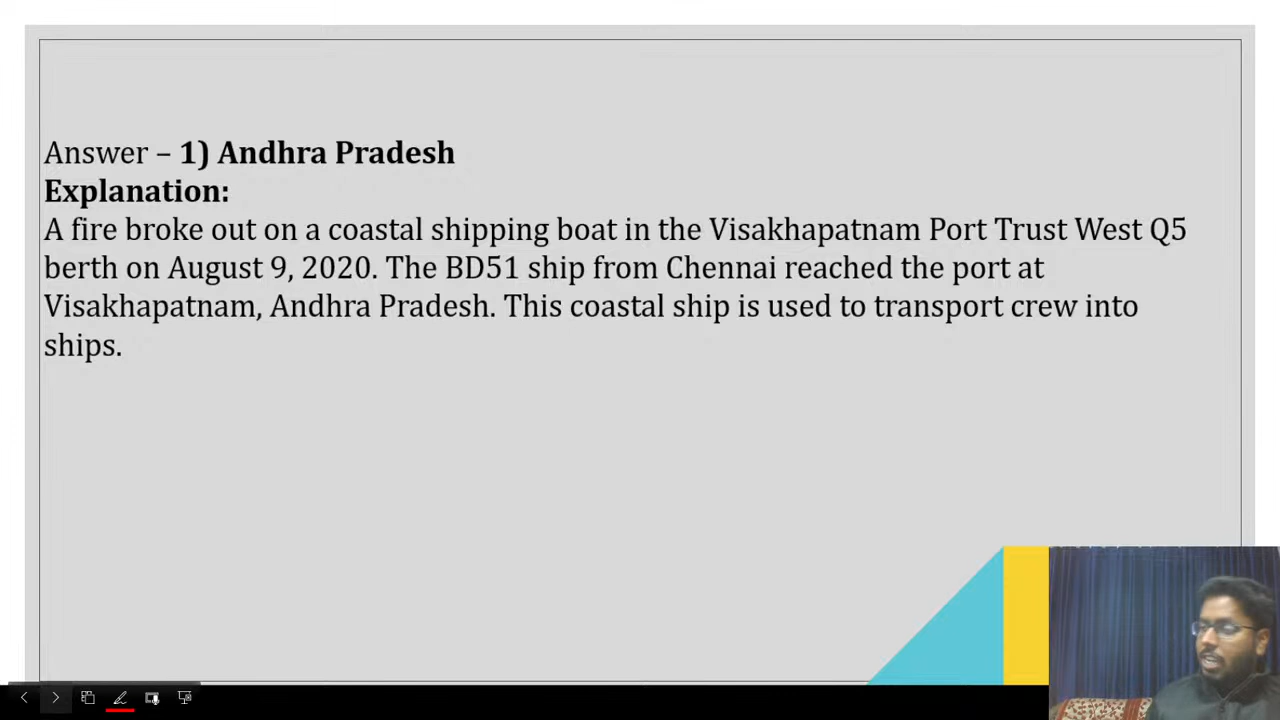 Answer – 1) Andhra Pradesh
Explanation:
A fire broke out on a coastal shipping boat in the Visakhapatnam Port Trust West Q5
berth on August 9, 2020. The BD51 ship from Chennai reached the port at
Visakhapatnam, Andhra Pradesh. This coastal ship is used to transport crew into
ships.